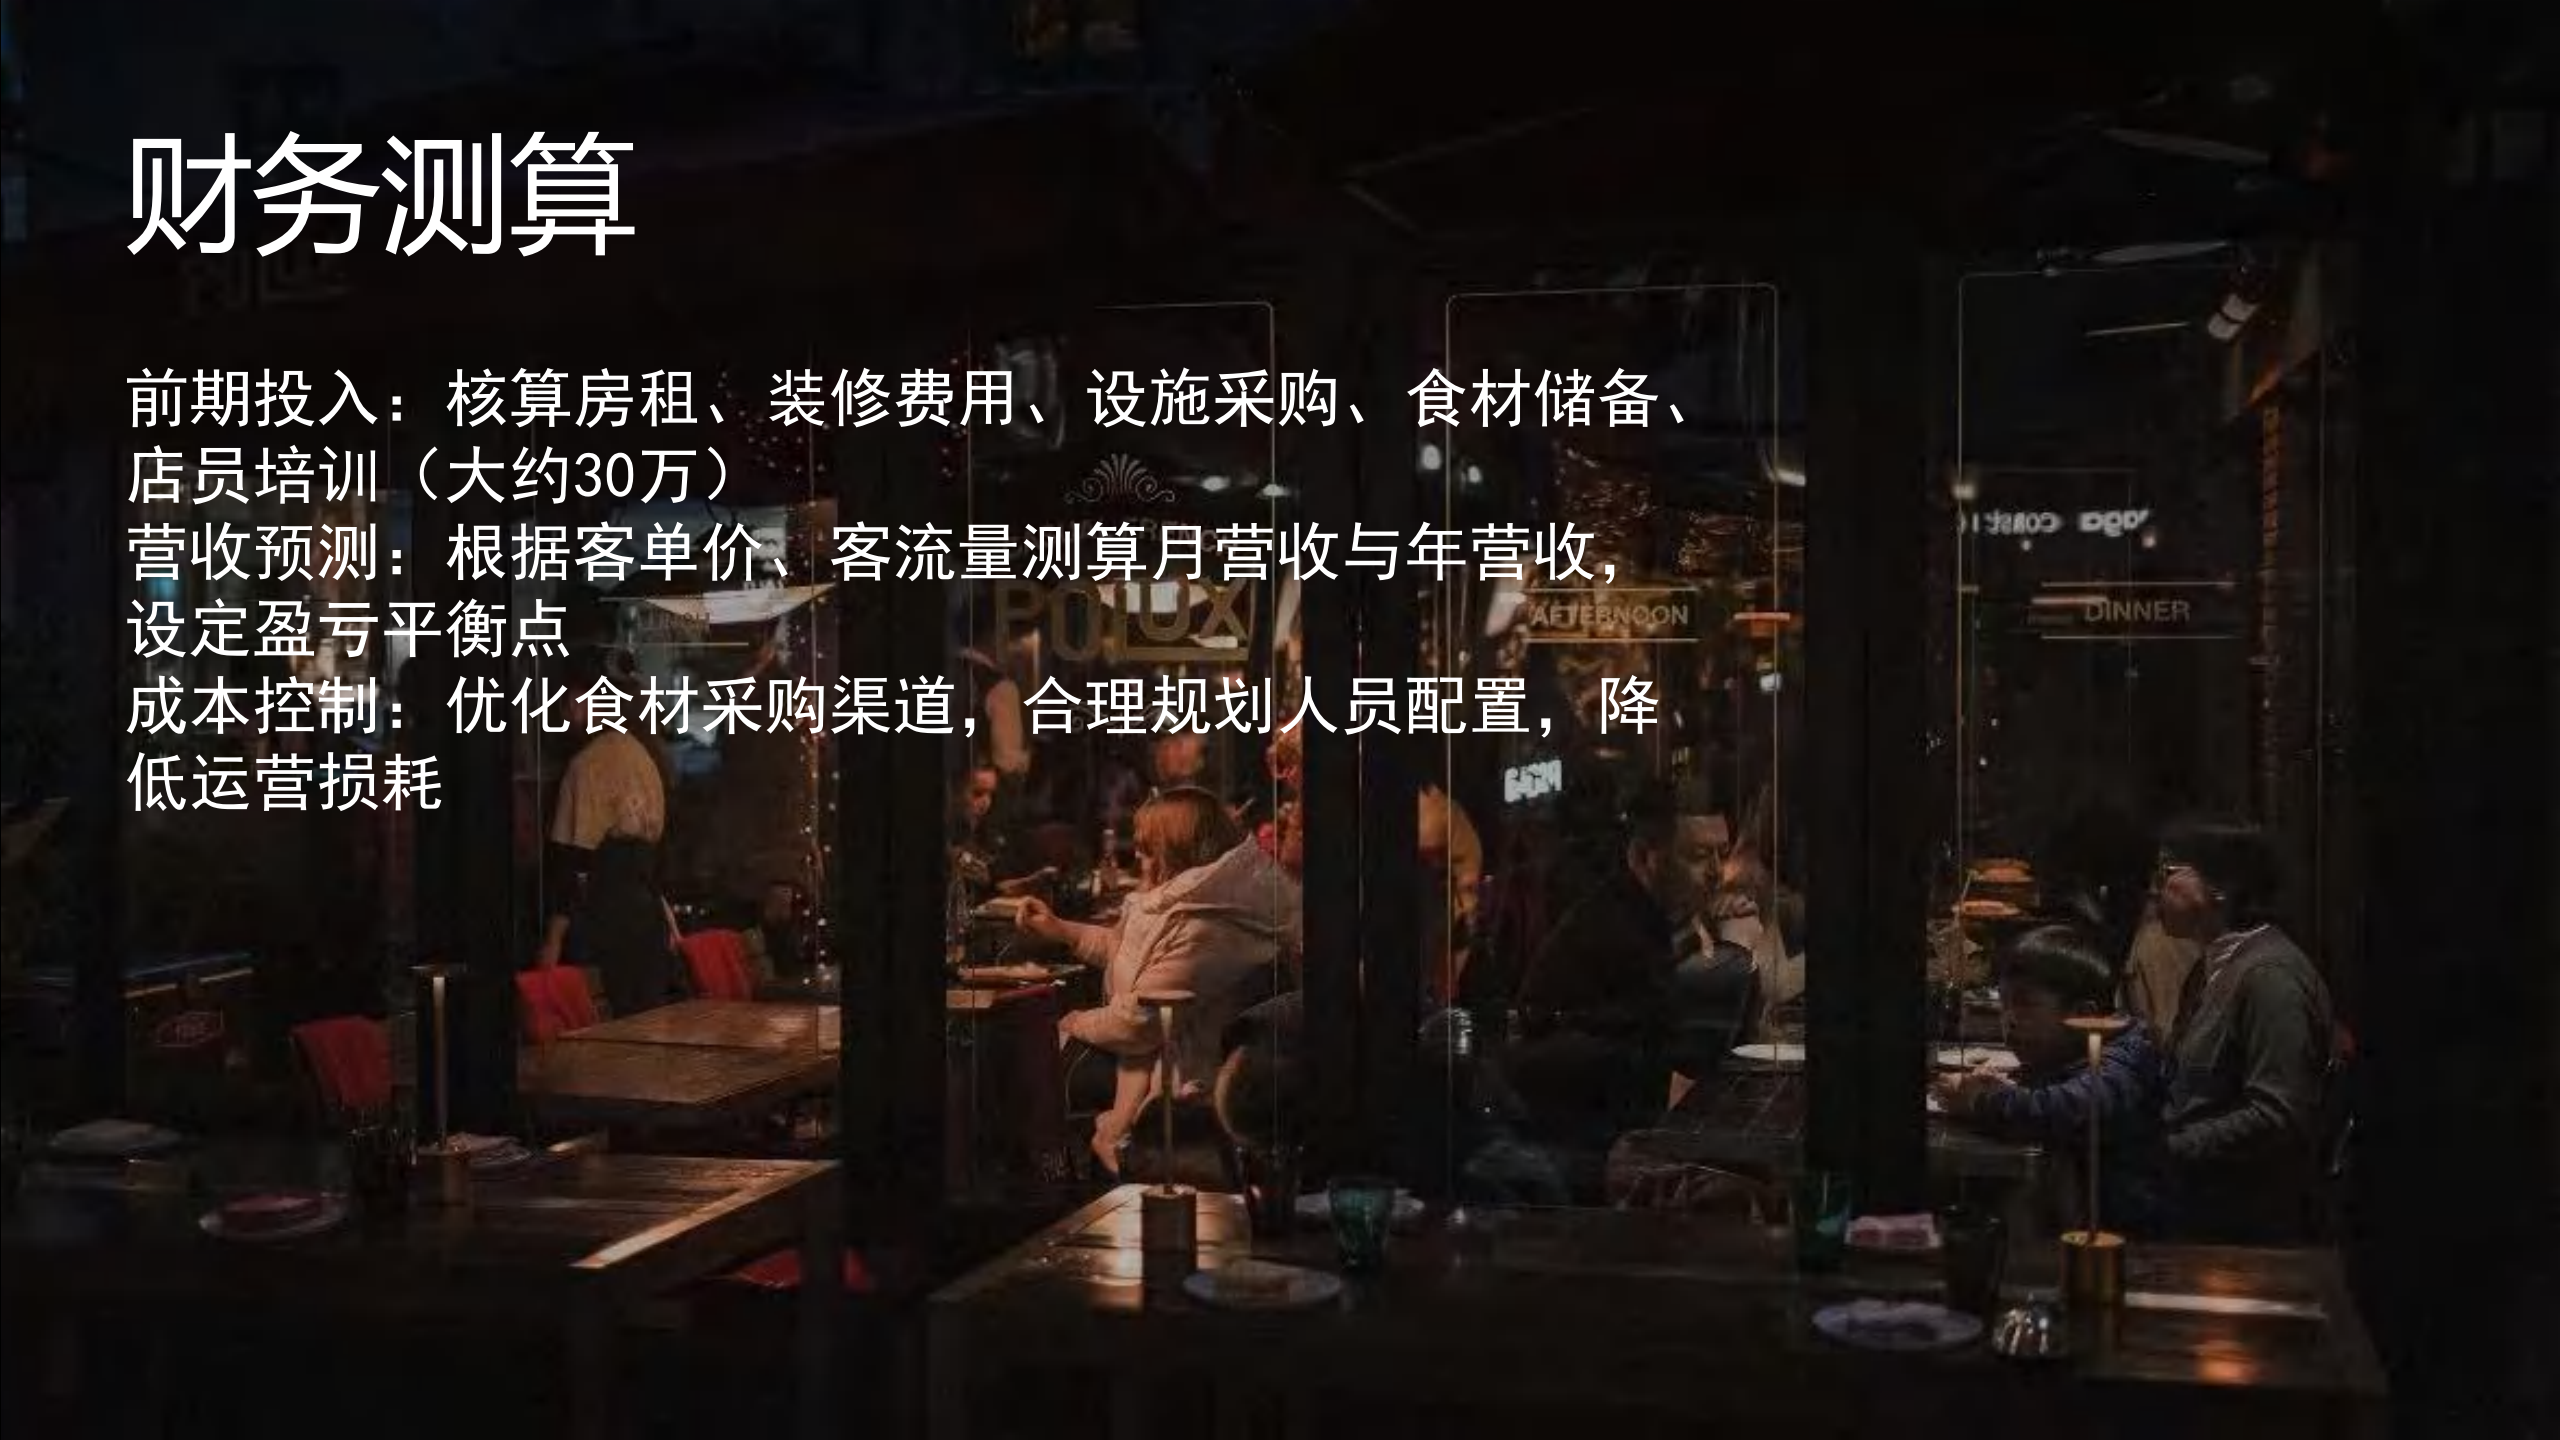 财务测算
前期投入：核算房租、装修费用、设施采购、食材储备、
店员培训（大约30万）
营收预测：根据客单价、客流量测算月营收与年营收，
设定盈亏平衡点
成本控制：优化食材采购渠道，合理规划人员配置，降
低运营损耗
POLUX
AFTERNOON
DINNER